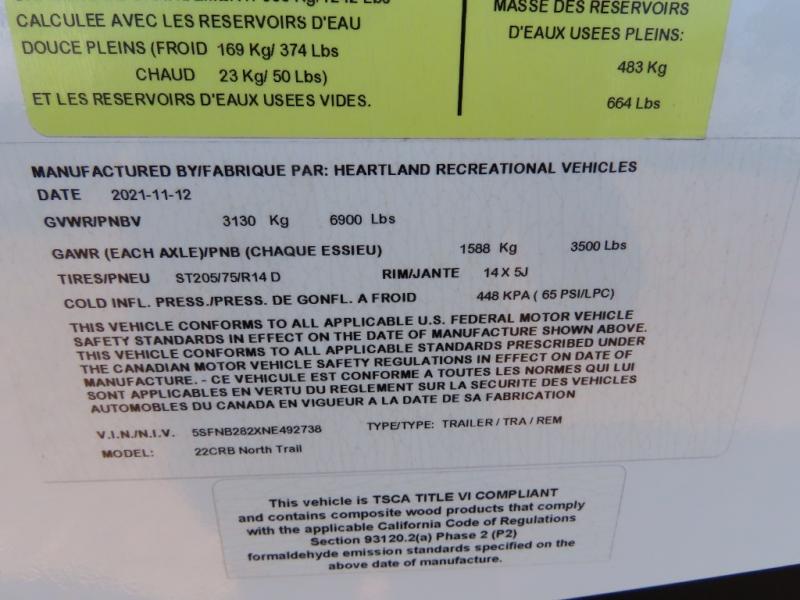 CALCULEE AVEC LES RESERVOIRS D'EAU
DOUCE PLEINS (FROID 169 Kg/ 374 Lbs
CHAUD 23 Kg/ 50 Lbs)
ET LES RESERVOIRS D'EAUX USEES VIDES.
MASSE DES RESERVOIRS
D'EAUX USEES PLEINS:
483 Kg
664 Lbs
MANUFACTURED BY/FABRIQUE PAR: HEARTLAND RECREATIONAL VEHICLES
DATE 2021-11-12
GVWR/PNBV 3130 Kg 6900 Lbs
GAWR (EACH AXLE)/PNB (CHAQUE ESSIEU) 1588 Kg 3500 Lbs
TIRES/PNEU ST205/75/R14 D RIM/JANTE 14 X 5J
COLD INFL. PRESS./PRESS. DE GONFL. A FROID 448 KPA ( 65 PSI/LPC)
THIS VEHICLE CONFORMS TO ALL APPLICABLE U.S. FEDERAL MOTOR VEHICLE
SAFETY STANDARDS IN EFFECT ON THE DATE OF MANUFACTURE SHOWN ABOVE.
THIS VEHICLE CONFORMS TO ALL APPLICABLE STANDARDS PRESCRIBED UNDER
THE CANADIAN MOTOR VEHICLE SAFETY REGULATIONS IN EFFECT ON DATE OF
MANUFACTURE. - CE VEHICULE EST CONFORME A TOUTES LES NORMES QUI LUI
SONT APPLICABLES EN VERTU DU REGLEMENT SUR LA SECURITE DES VEHICLES
AUTOMOBLES DU CANADA EN VIGUEUR A LA DATE DE SA FABRICATION
V.I.N./N.I.V. 5SFNB282XNE492738 TYPE/TYPE: TRAILER / TRA / REM
MODEL: 22CRB North Trail
This vehicle is TSCA TITLE VI COMPLIANT
and contains composite wood products that comply
with the applicable California Code of Regulations
Section 93120.2(a) Phase 2 (P2)
formaldehyde emission standards specified on the
above date of manufacture.